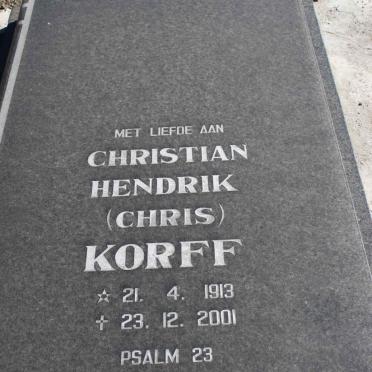 MET LIEFDE AAN
CHRISTIAN
HENDRIK
(CHRIS)
KORFF
☆ 21. 4. 1913
✝ 23. 12. 2001
PSALM 23